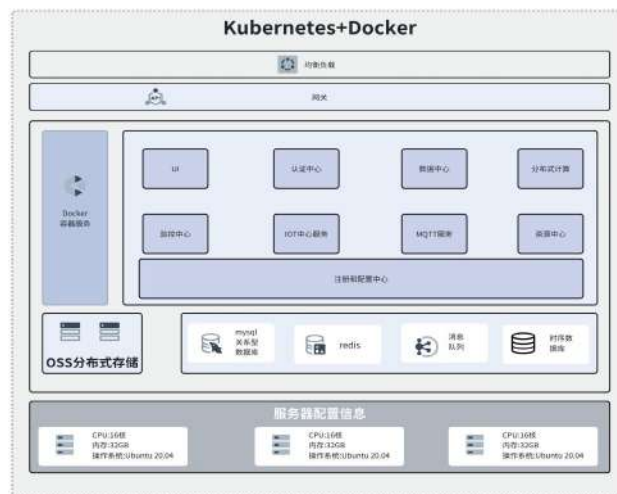 Kubernetes+Docker
均衡负载
网关
Docker
容器服务
UI
认证中心
数据中心
分布式计算
监控中心
IOT中心服务
MQTT服务
资源中心
注册和配置中心
OSS分布式存储
mysql
关系型
数据库
redis
消息
队列
时序数
据库
服务器配置信息
CPU:16核
内存:32GB
操作系统:Ubuntu 20.04
CPU:16核
内存:32GB
操作系统:Ubuntu 20.04
CPU:16核
内存:32GB
操作系统:Ubuntu 20.04